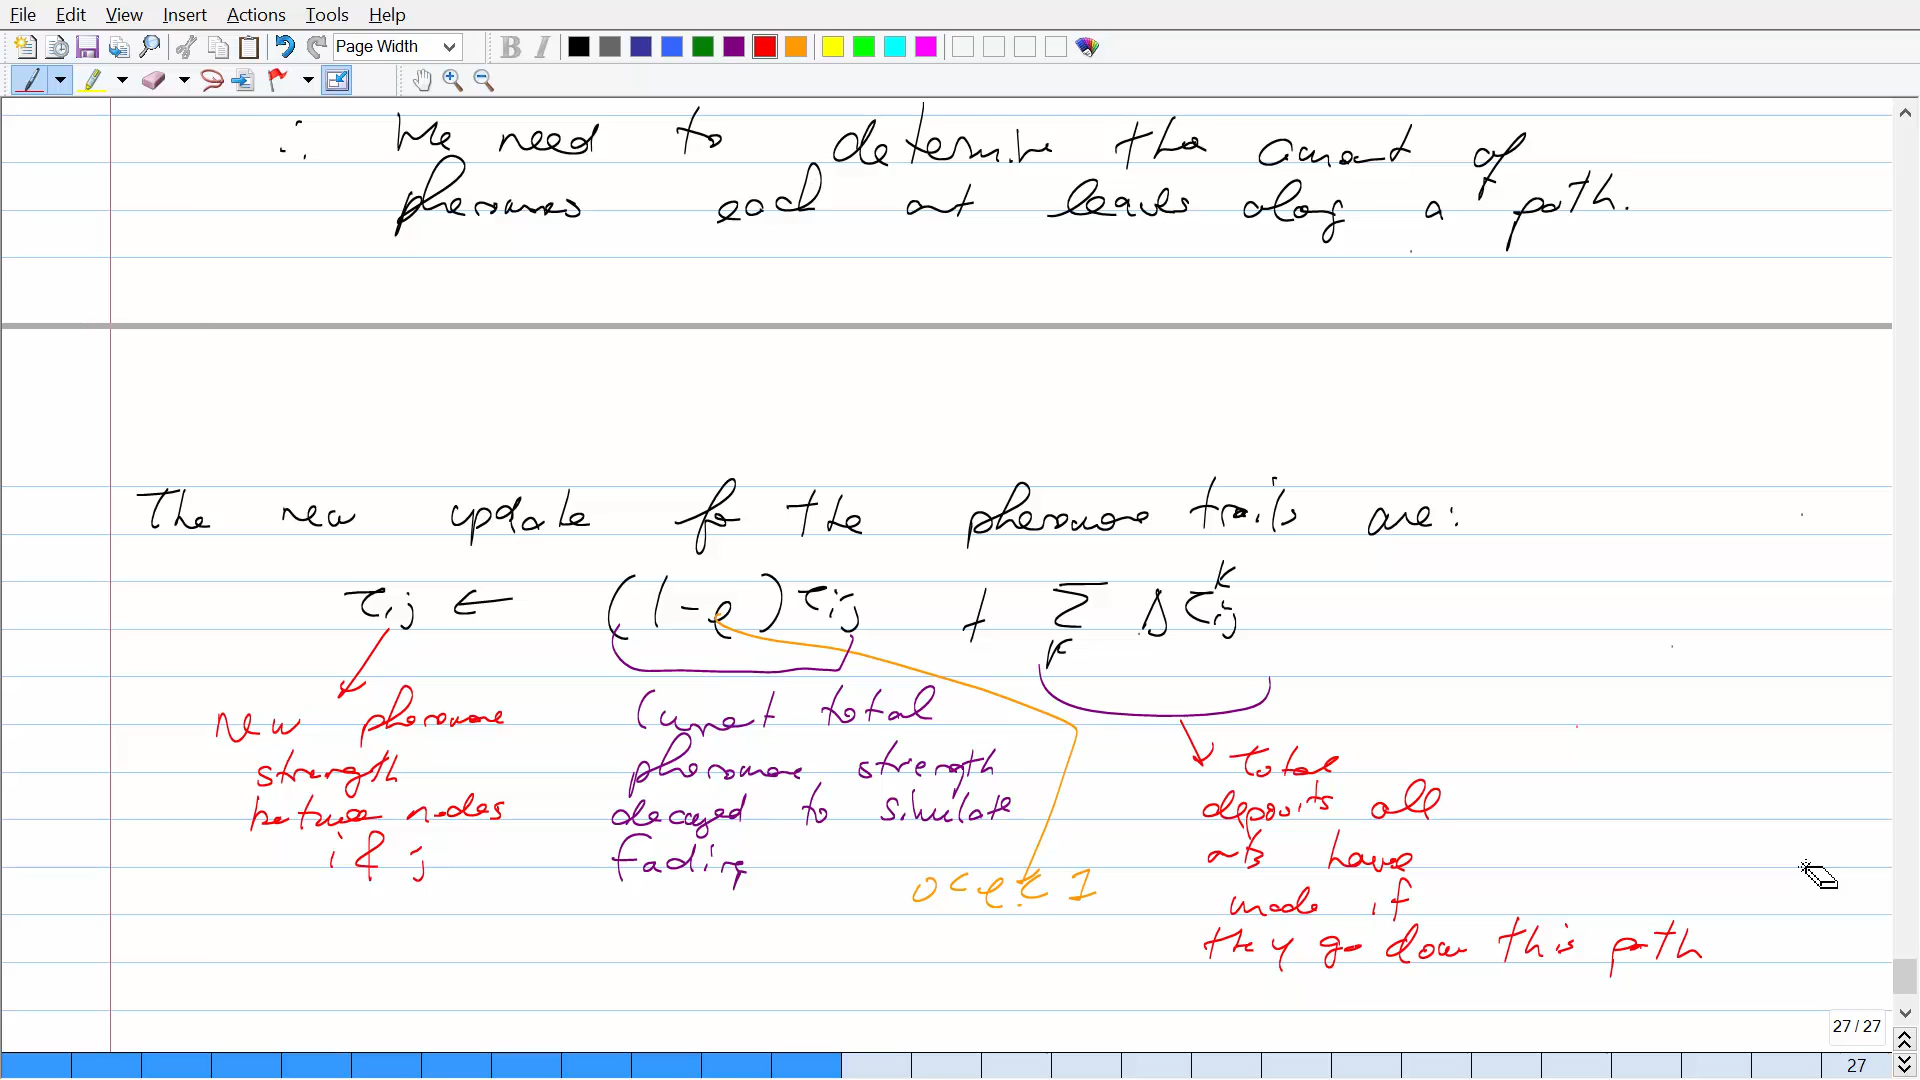 File Edit View Insert Actions Tools Help
Page Width
B I
∴ We need to determine the amount of
pheromones each ant leaves along a path.
The new update for the pheromone trails are:
τij ← (1-ρ)τij + Σk Δτij^k
New pheromone
strength
between nodes
i & j
Current total
pheromone strength
decayed to simulate
fading
0<ρ<1
total
deposits all
ants have
made if
they go down this path
27 / 27
27